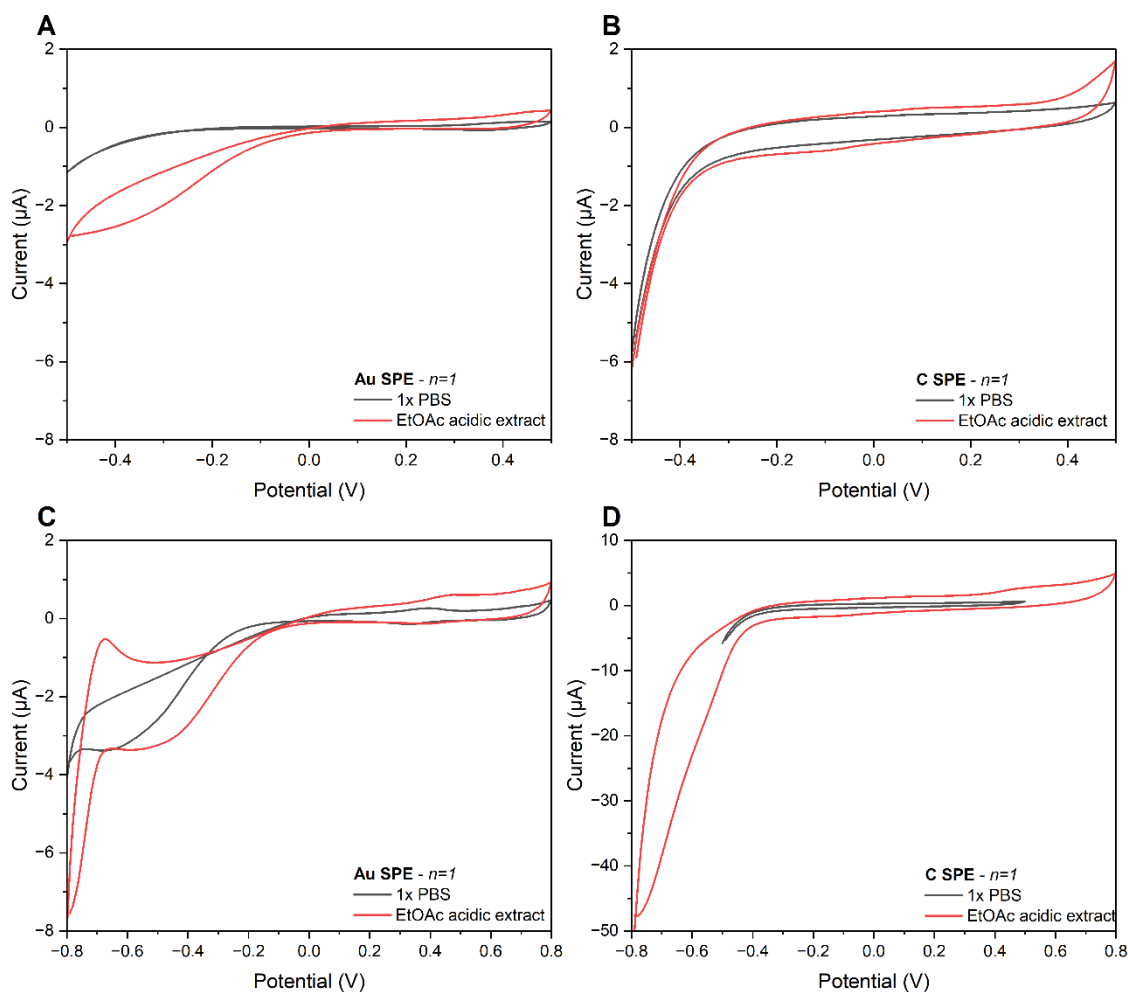 A
2
0
−2
−4
−6
−8
Current (µA)
−0.4
−0.2
0.0
0.2
0.4
Potential (V)
Au SPE - n=1
1x PBS
EtOAc acidic extract
B
2
0
−2
−4
−6
−8
Current (µA)
−0.4
−0.2
0.0
0.2
0.4
Potential (V)
C SPE - n=1
1x PBS
EtOAc acidic extract
C
2
0
−2
−4
−6
−8
Current (µA)
−0.8
−0.6
−0.4
−0.2
0.0
0.2
0.4
0.6
0.8
Potential (V)
Au SPE - n=1
1x PBS
EtOAc acidic extract
D
10
0
−10
−20
−30
−40
−50
Current (µA)
−0.8
−0.6
−0.4
−0.2
0.0
0.2
0.4
0.6
0.8
Potential (V)
C SPE - n=1
1x PBS
EtOAc acidic extract